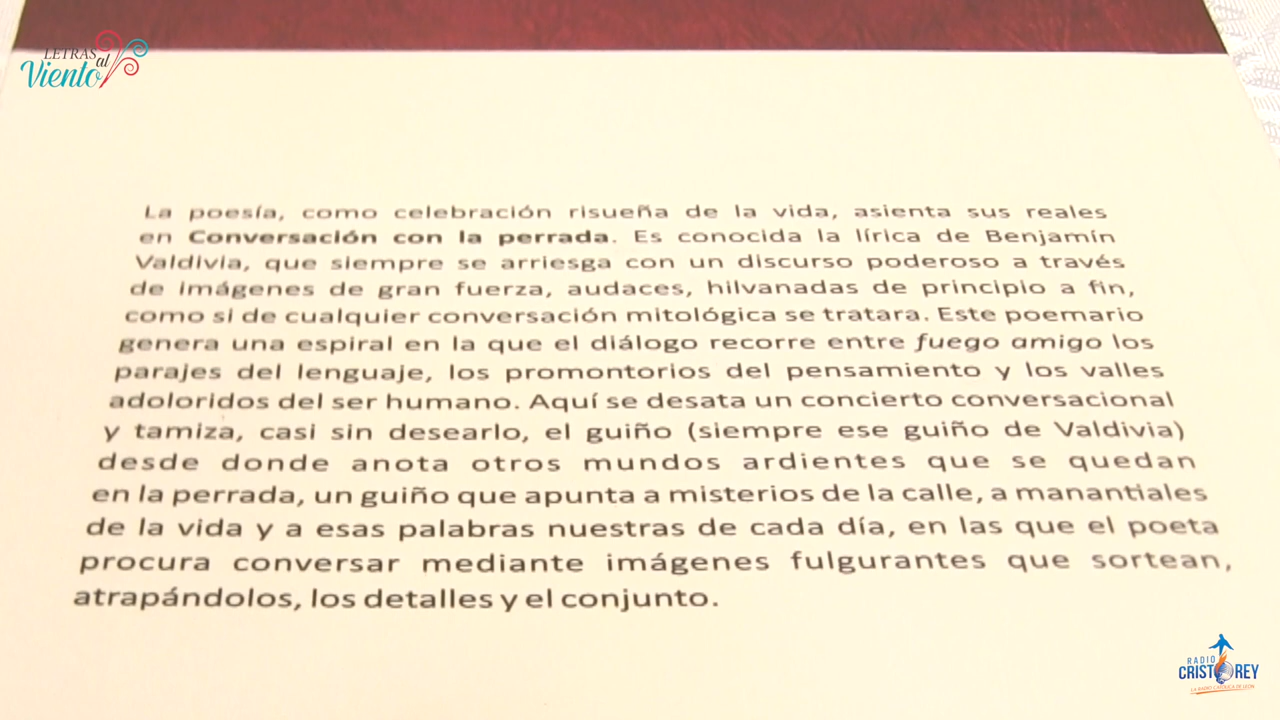 LETRAS
al
Viento
La poesía, como celebración risueña de la vida, asienta sus reales
en Conversación con la perrada. Es conocida la lírica de Benjamín
Valdivia, que siempre se arriesga con un discurso poderoso a través
de imágenes de gran fuerza, audaces, hilvanadas de principio a fin,
como si de cualquier conversación mitológica se tratara. Este poemario
genera una espiral en la que el diálogo recorre entre fuego amigo los
parajes del lenguaje, los promontorios del pensamiento y los valles
adoloridos del ser humano. Aquí se desata un concierto conversacional
y tamiza, casi sin desearlo, el guiño (siempre ese guiño de Valdivia)
desde donde anota otros mundos ardientes que se quedan
en la perrada, un guiño que apunta a misterios de la calle, a manantiales
de la vida y a esas palabras nuestras de cada día, en las que el poeta
procura conversar mediante imágenes fulgurantes que sortean,
atrapándolos, los detalles y el conjunto.
RADIO
CRISTO REY
LA RADIO CATÓLICA DE LEÓN